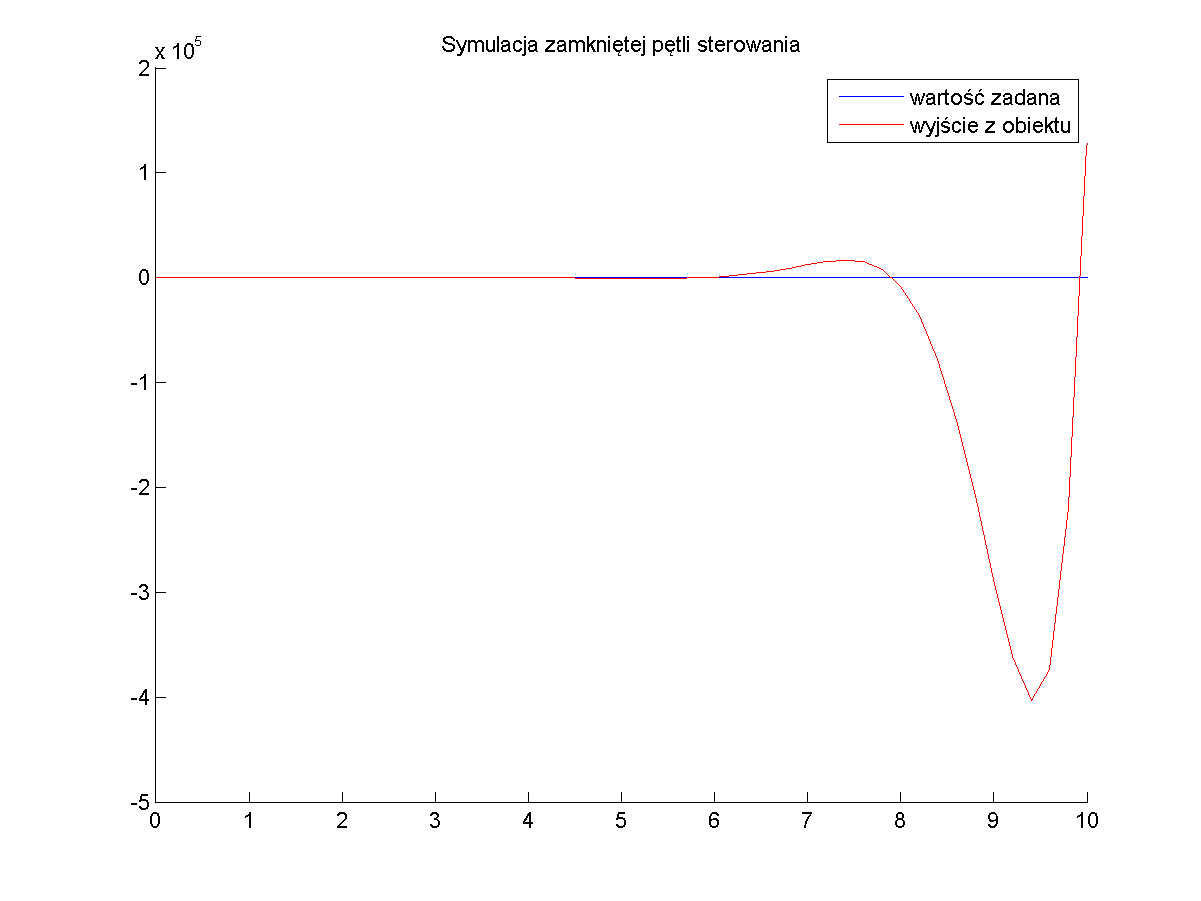 Symulacja zamkniętej pętli sterowania
x 10^5
wartość zadana
wyjście z obiektu
2
1
0
-1
-2
-3
-4
-5
0 1 2 3 4 5 6 7 8 9 10